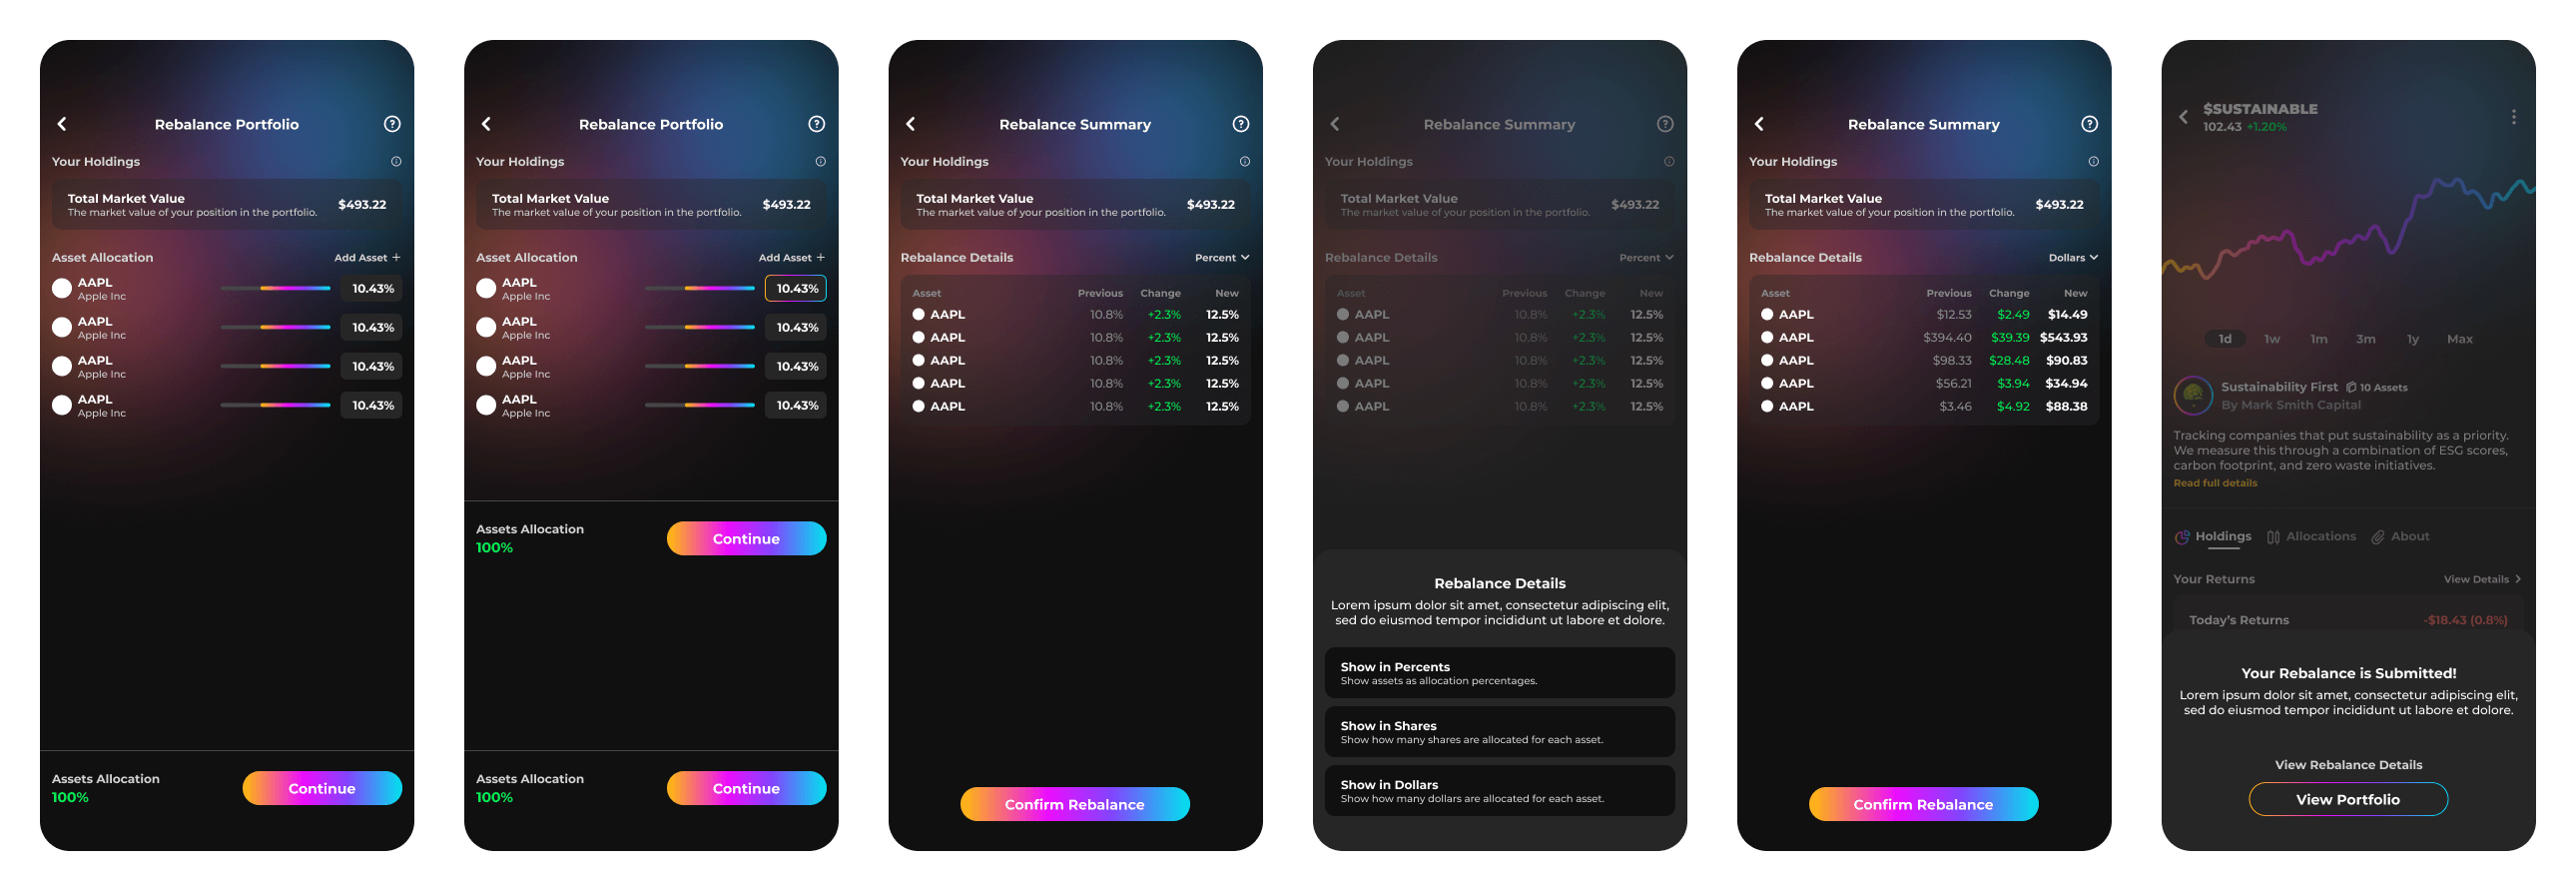 Rebalance Portfolio
Your Holdings
Total Market Value
The market value of your position in the portfolio.
$493.22
Asset Allocation
Add Asset +
AAPL
Apple Inc
10.43%
AAPL
Apple Inc
10.43%
AAPL
Apple Inc
10.43%
AAPL
Apple Inc
10.43%
Assets Allocation
100%
Continue
Rebalance Portfolio
Your Holdings
Total Market Value
The market value of your position in the portfolio.
$493.22
Asset Allocation
Add Asset +
AAPL
Apple Inc
10.43%
AAPL
Apple Inc
10.43%
AAPL
Apple Inc
10.43%
AAPL
Apple Inc
10.43%
Assets Allocation
100%
Continue
Assets Allocation
100%
Continue
Rebalance Summary
Your Holdings
Total Market Value
The market value of your position in the portfolio.
$493.22
Rebalance Details
Percent
Asset Previous Change New
AAPL 10.8% +2.3% 12.5%
AAPL 10.8% +2.3% 12.5%
AAPL 10.8% +2.3% 12.5%
AAPL 10.8% +2.3% 12.5%
AAPL 10.8% +2.3% 12.5%
Confirm Rebalance
Rebalance Summary
Your Holdings
Total Market Value
The market value of your position in the portfolio.
$493.22
Rebalance Details
Percent
Asset Previous Change New
AAPL 10.8% +2.3% 12.5%
AAPL 10.8% +2.3% 12.5%
AAPL 10.8% +2.3% 12.5%
AAPL 10.8% +2.3% 12.5%
AAPL 10.8% +2.3% 12.5%
Rebalance Details
Lorem ipsum dolor sit amet, consectetur adipiscing elit,
sed do eiusmod tempor incididunt ut labore et dolore.
Show in Percents
Show assets as allocation percentages.
Show in Shares
Show how many shares are allocated for each asset.
Show in Dollars
Show how many dollars are allocated for each asset.
Rebalance Summary
Your Holdings
Total Market Value
The market value of your position in the portfolio.
$493.22
Rebalance Details
Dollars
Asset Previous Change New
AAPL $12.53 $2.49 $14.49
AAPL $394.40 $39.39 $543.93
AAPL $98.33 $28.48 $90.83
AAPL $56.21 $3.94 $34.94
AAPL $3.46 $4.92 $88.38
Confirm Rebalance
$SUSTAINABLE
102.43 +1.20%
1d 1w 1m 3m 1y Max
Sustainability First 10 Assets
By Mark Smith Capital
Tracking companies that put sustainability as a priority.
We measure this through a combination of ESG scores,
carbon footprint, and zero waste initiatives.
Read full details
Holdings Allocations About
Your Returns
View Details
Today's Returns
-$18.43 (0.8%)
Your Rebalance is Submitted!
Lorem ipsum dolor sit amet, consectetur adipiscing elit,
sed do eiusmod tempor incididunt ut labore et dolore.
View Rebalance Details
View Portfolio